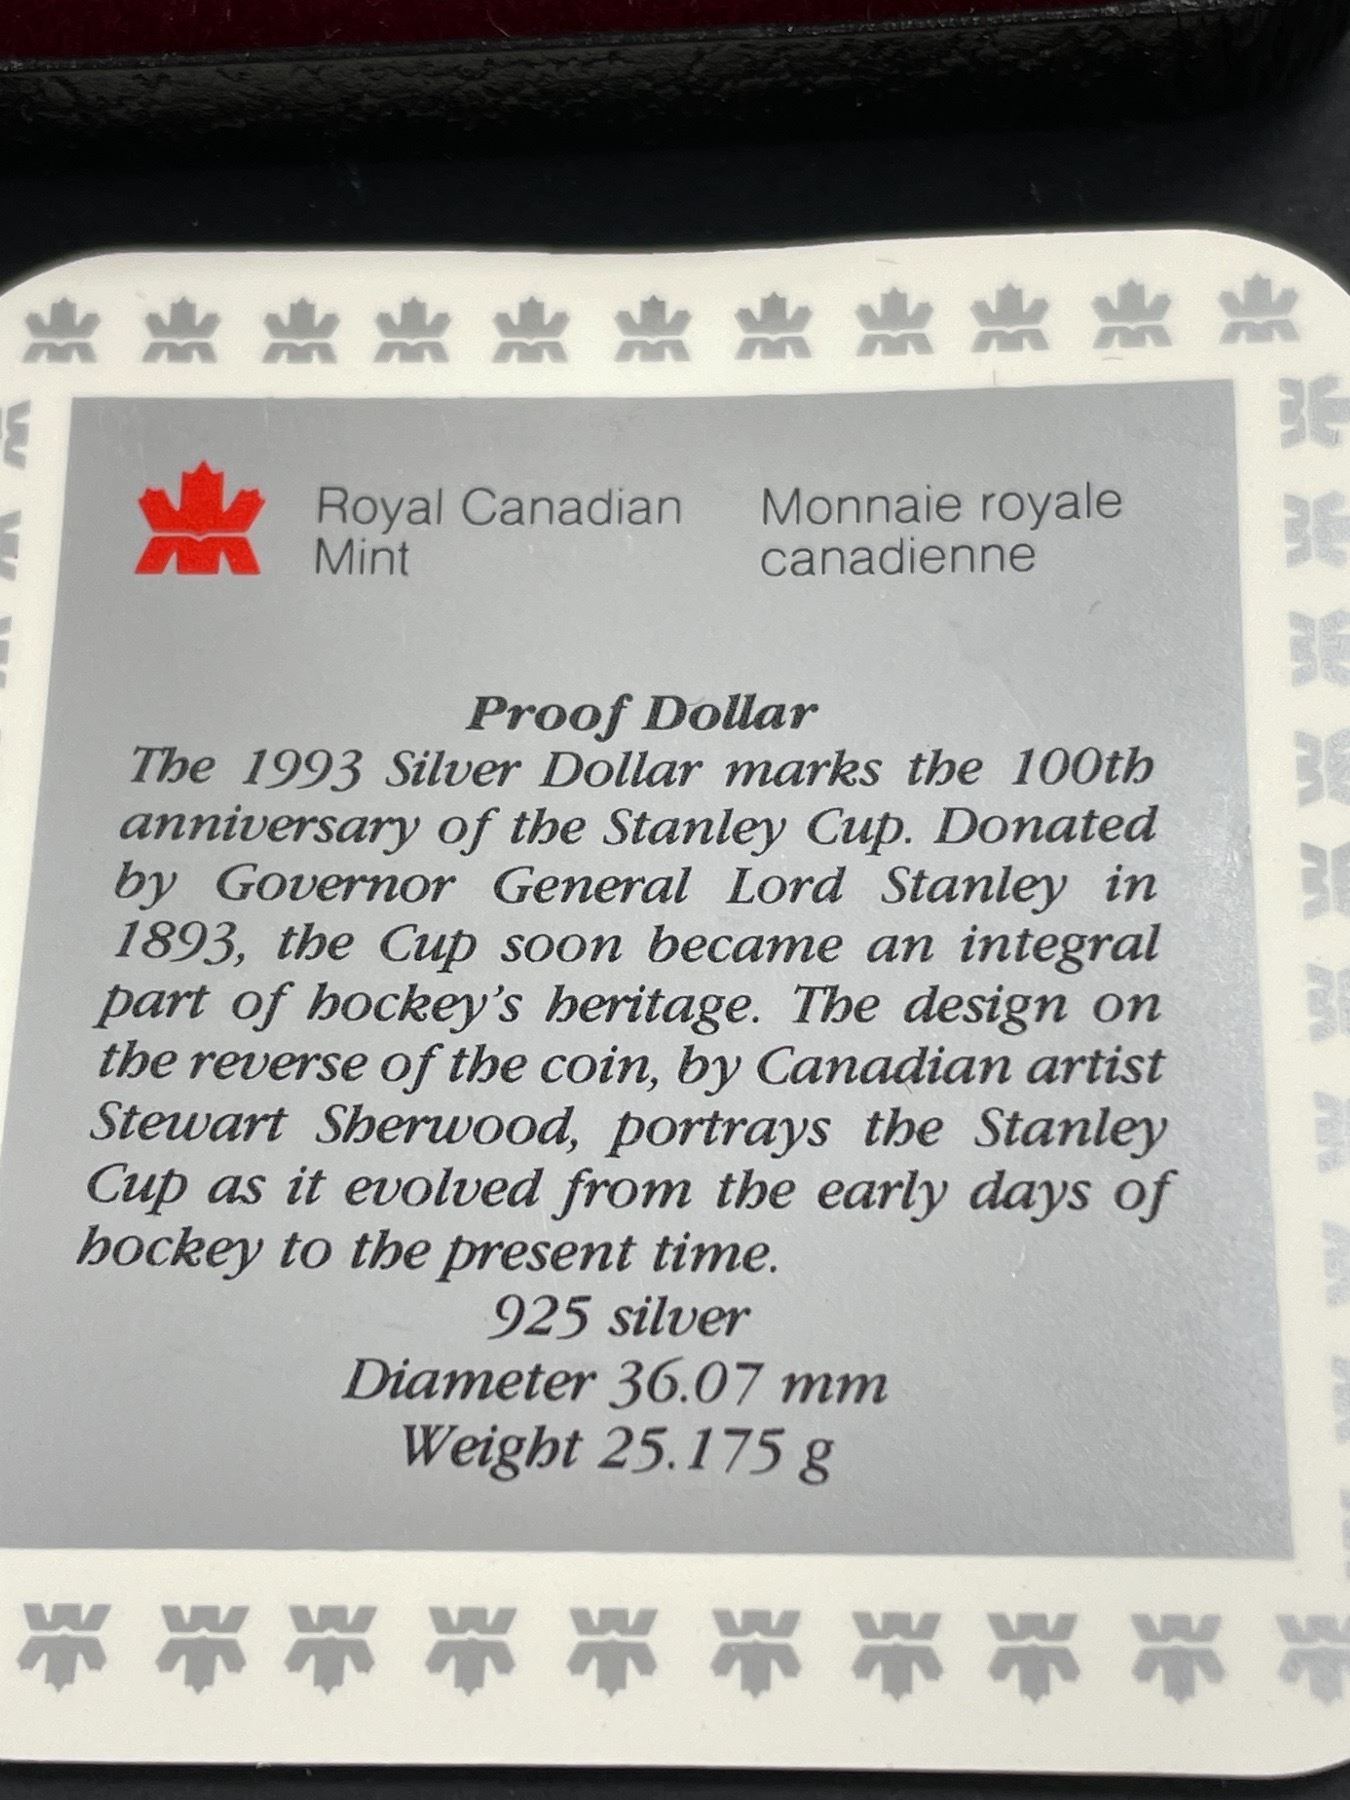 Royal Canadian Mint
Monnaie royale canadienne
Proof Dollar
The 1993 Silver Dollar marks the 100th
anniversary of the Stanley Cup. Donated
by Governor General Lord Stanley in
1893, the Cup soon became an integral
part of hockey's heritage. The design on
the reverse of the coin, by Canadian artist
Stewart Sherwood, portrays the Stanley
Cup as it evolved from the early days of
hockey to the present time.
925 silver
Diameter 36.07 mm
Weight 25.175 g